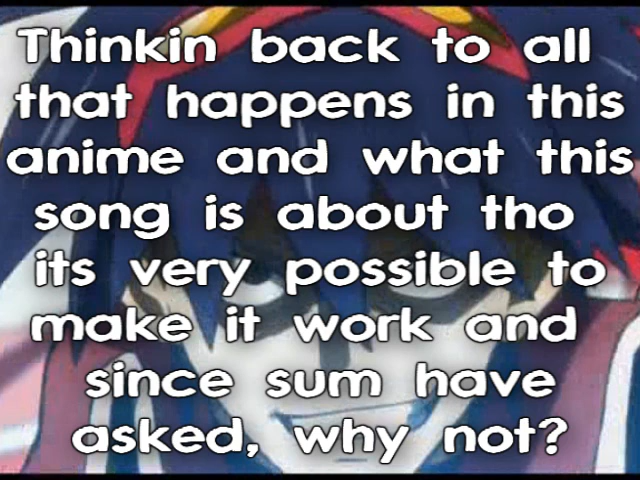 Thinkin back to all
that happens in this
anime and what this
song is about tho
its very possible to
make it work and
since sum have
asked, why not?